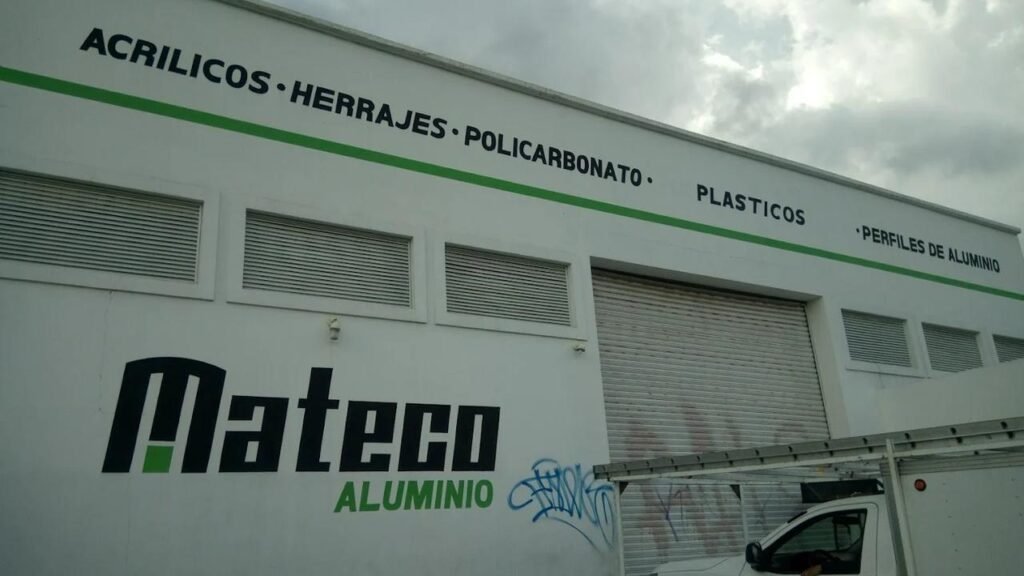 ACRILICOS • HERRAJES • POLICARBONATO • PLASTICOS • PERFILES DE ALUMINIO
Mateco
ALUMINIO